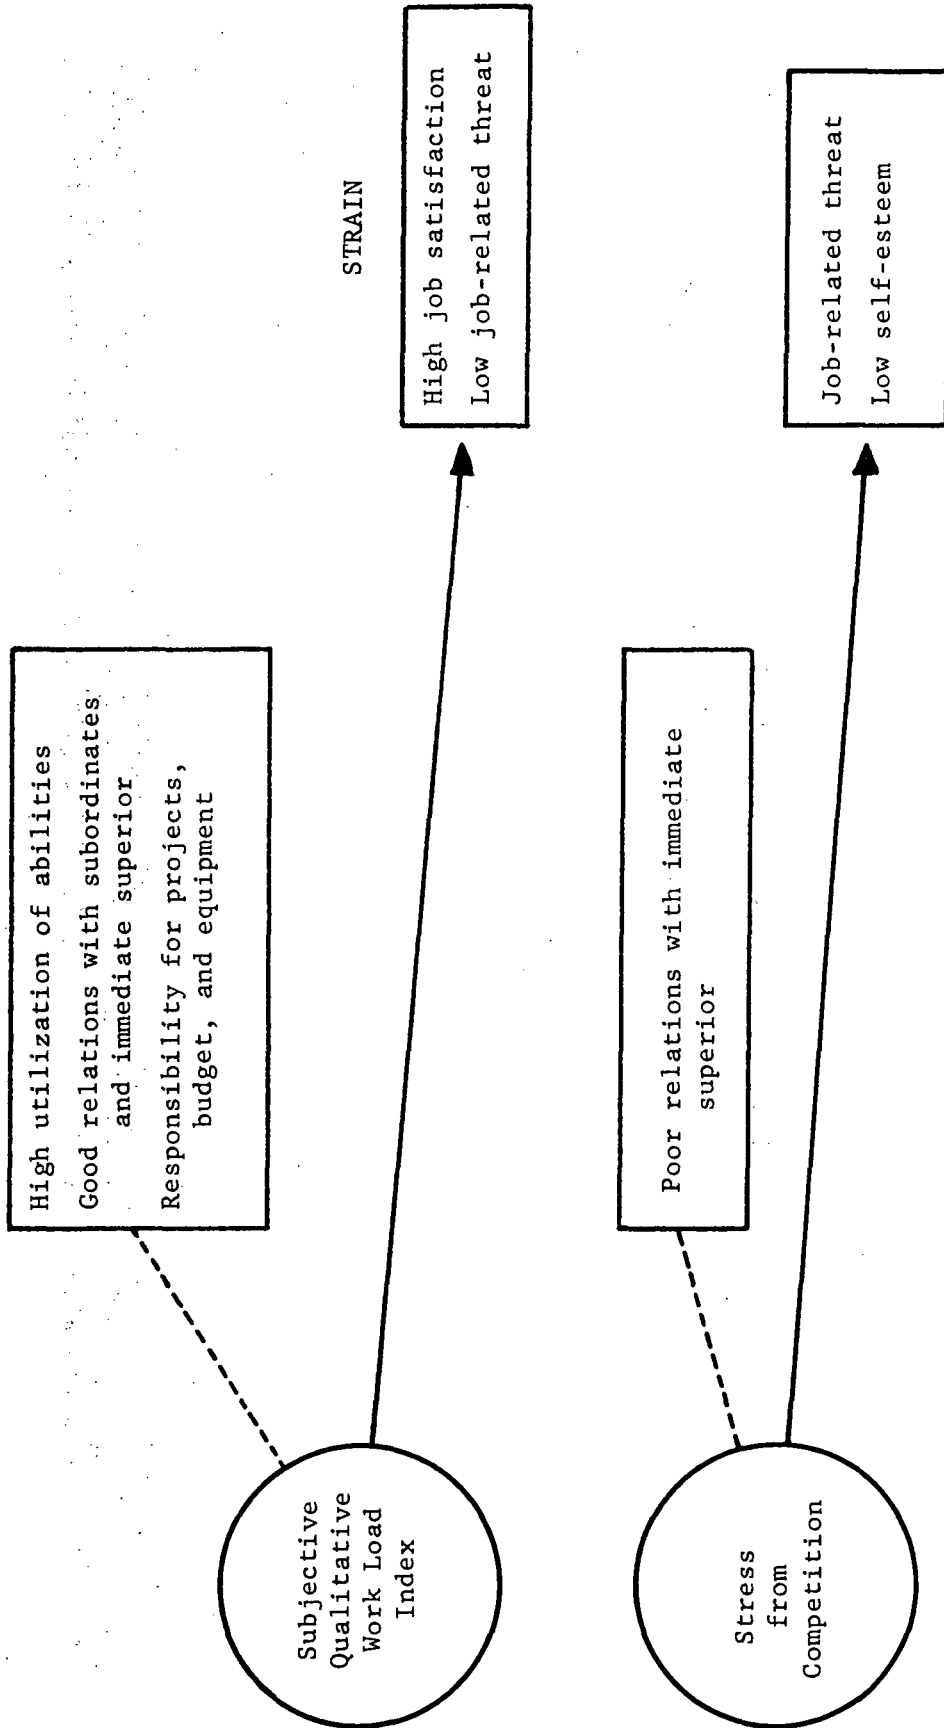 High utilization of abilities
Good relations with subordinates
and immediate superior
Responsibility for projects,
budget, and equipment
STRAIN
Subjective
Qualitative
Work Load
Index
High job satisfaction
Low job-related threat
Poor relations with immediate
superior
Stress
from
Competition
Job-related threat
Low self-esteem